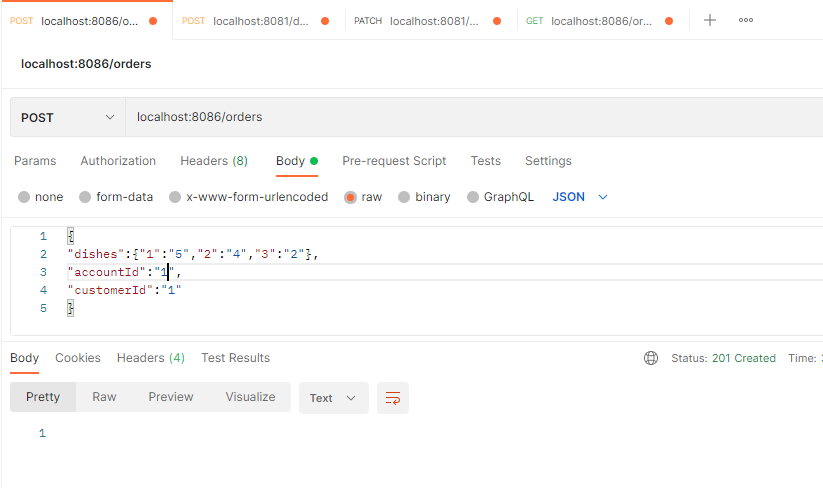 POST localhost:8086/o... POST localhost:8081/d... PATCH localhost:8081/... GET localhost:8086/or...
localhost:8086/orders
POST localhost:8086/orders
Params Authorization Headers (8) Body Pre-request Script Tests Settings
none form-data x-www-form-urlencoded raw binary GraphQL JSON
1 {
2 "dishes":{"1":"5","2":"4","3":"2"},
3 "accountId":"1",
4 "customerId":"1"
5 }
Body Cookies Headers (4) Test Results Status: 201 Created Time:
Pretty Raw Preview Visualize Text
1